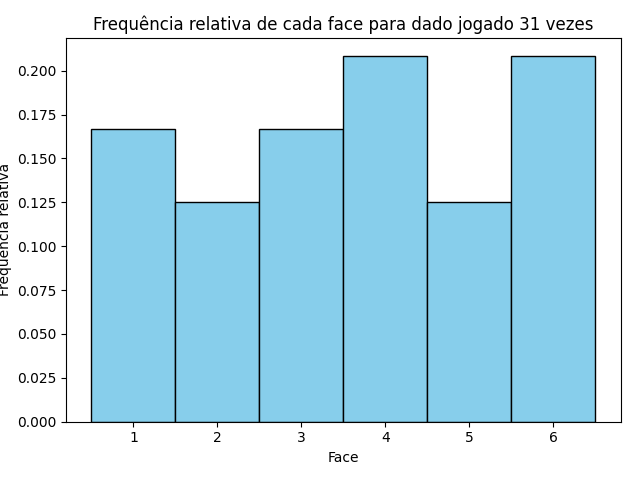 Frequência relativa de cada face para dado jogado 31 vezes
0.200
0.175
0.150
0.125
0.100
0.075
0.050
0.025
0.000
Frequência relativa
1 2 3 4 5 6
Face